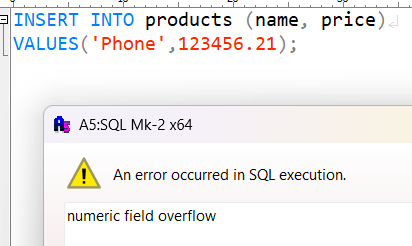 INSERT INTO products (name, price)
VALUES('Phone',123456.21);
A5:SQL Mk-2 x64
An error occurred in SQL execution.
numeric field overflow